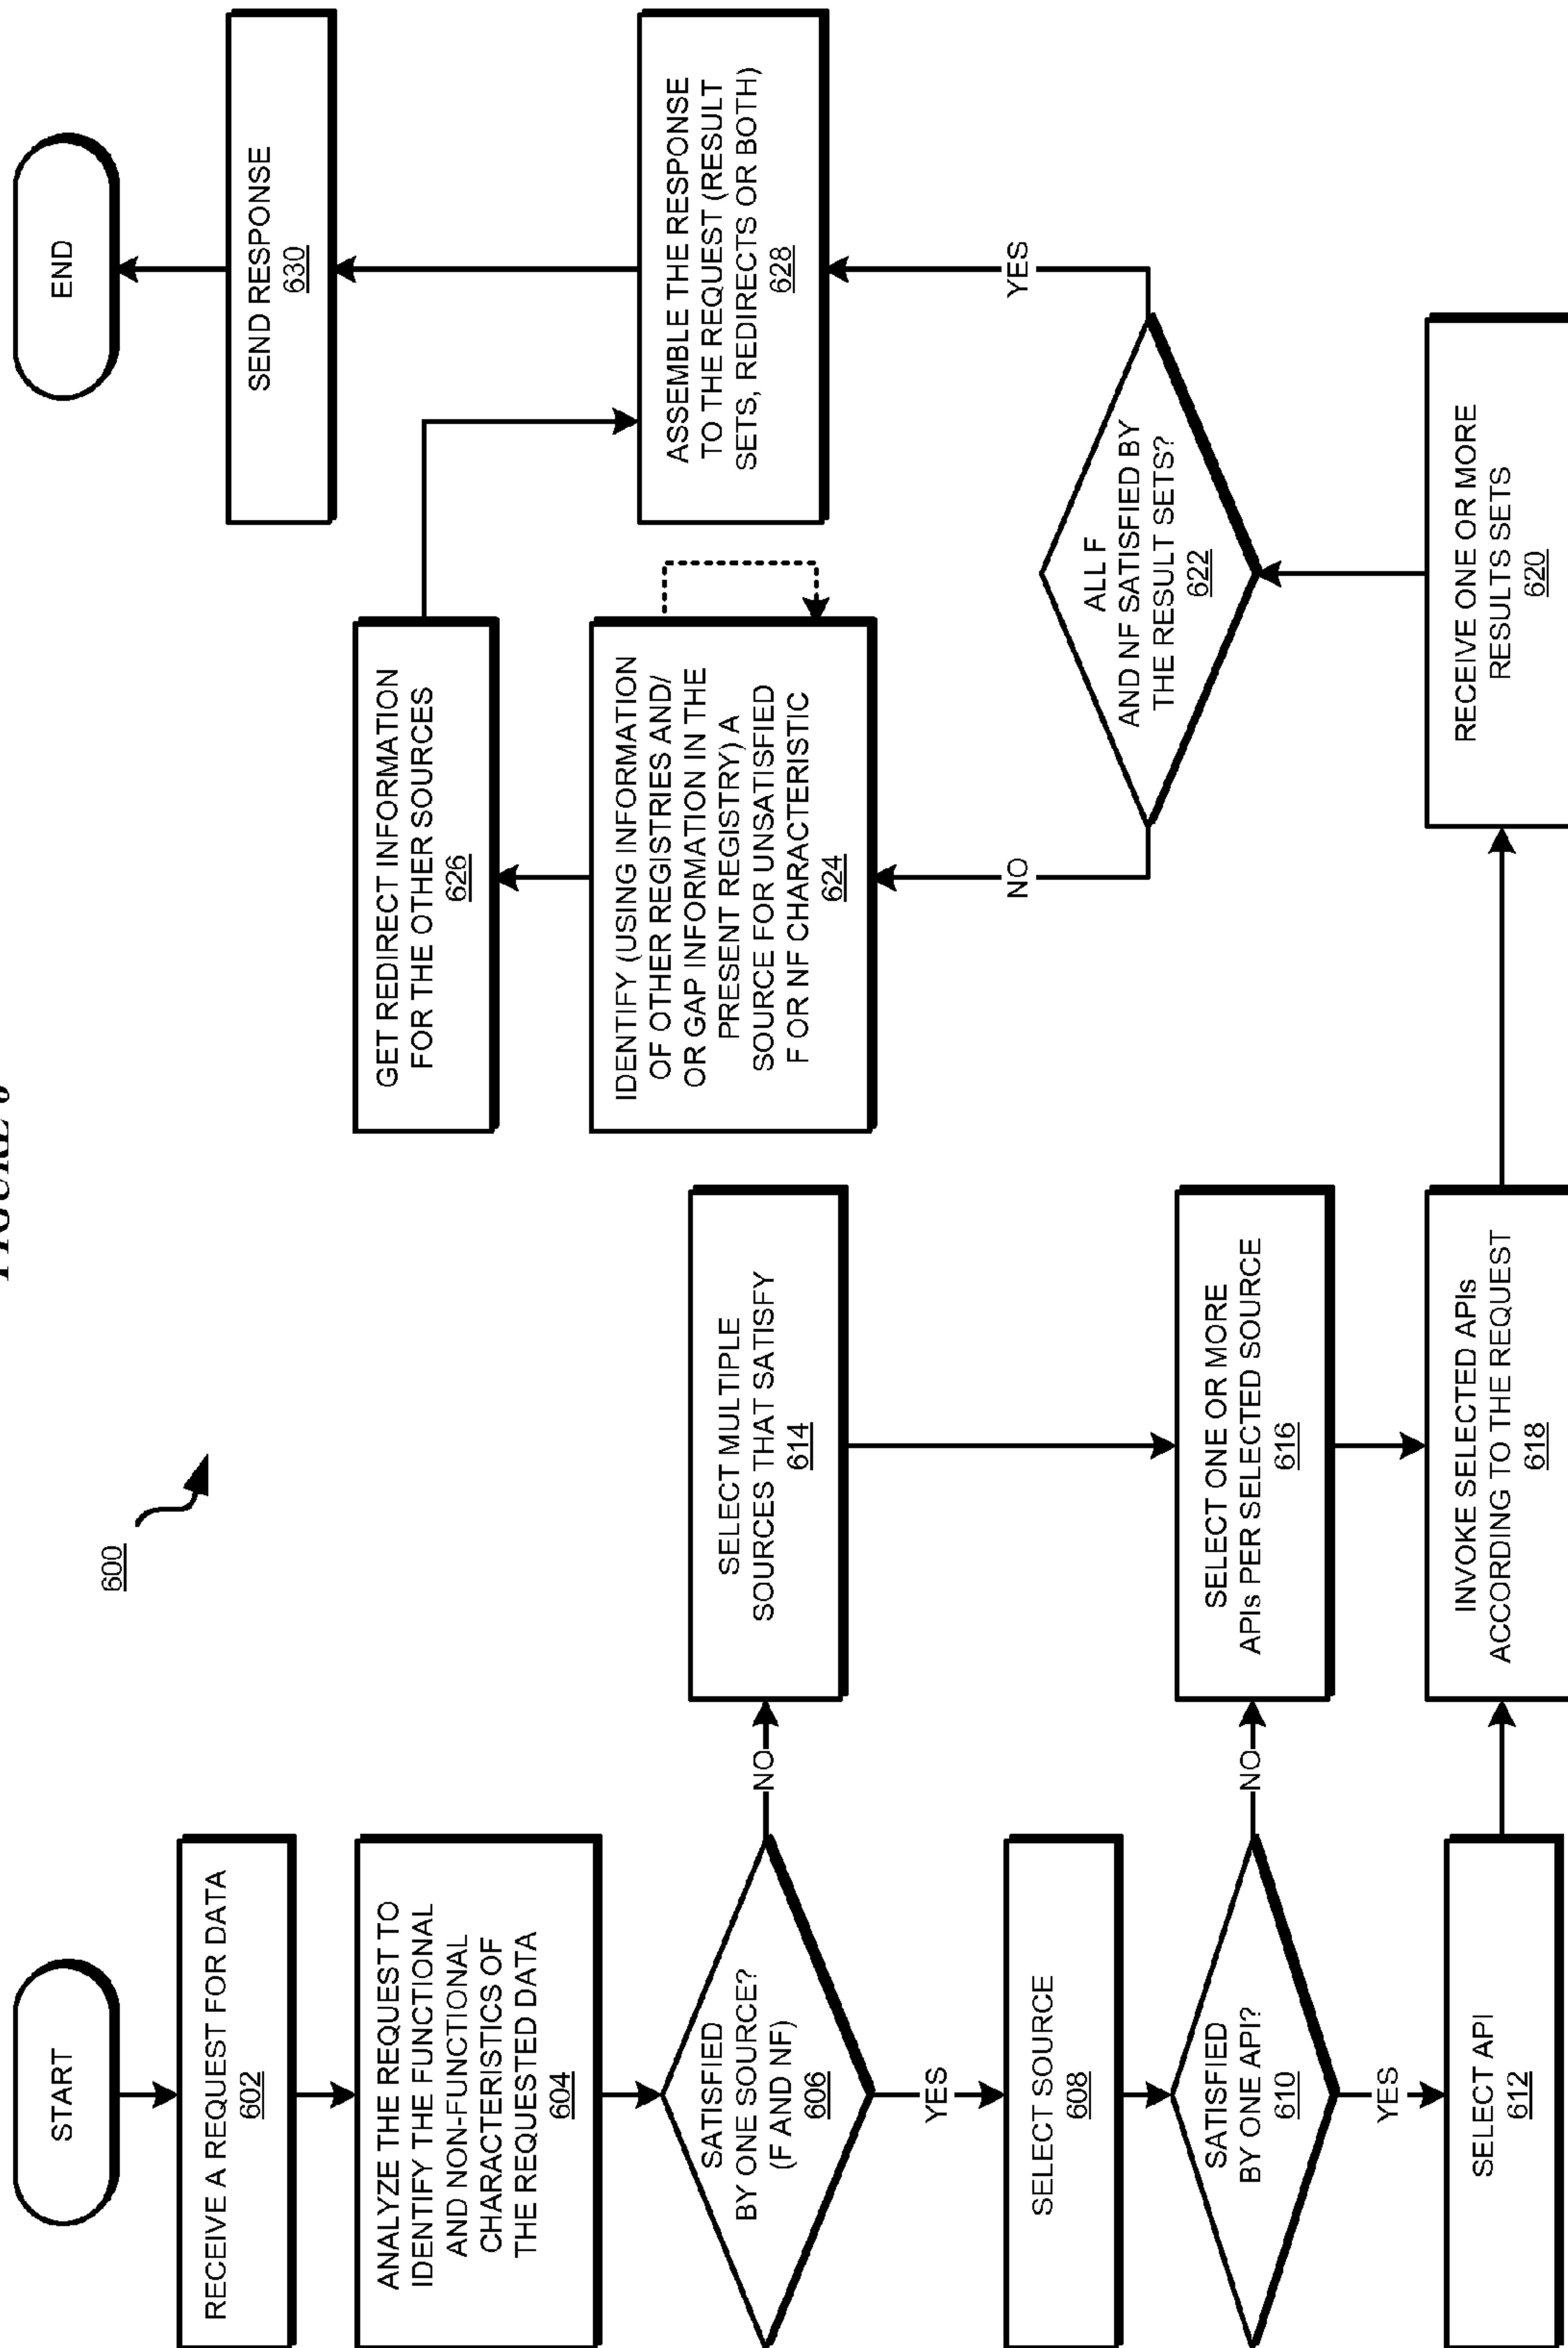 FIGURE 6
600
START
RECEIVE A REQUEST FOR DATA
602
ANALYZE THE REQUEST TO
IDENTIFY THE FUNCTIONAL
AND NON-FUNCTIONAL
CHARACTERISTICS OF
THE REQUESTED DATA
604
SATISFIED
BY ONE SOURCE?
(F AND NF)
606
NO
YES
SELECT SOURCE
608
SATISFIED
BY ONE API?
610
NO
YES
SELECT API
612
SELECT MULTIPLE
SOURCES THAT SATISFY
614
SELECT ONE OR MORE
APIs PER SELECTED SOURCE
616
INVOKE SELECTED APIs
ACCORDING TO THE REQUEST
618
RECEIVE ONE OR MORE
RESULTS SETS
620
ALL F
AND NF SATISFIED BY
THE RESULT SETS?
622
NO
YES
IDENTIFY (USING INFORMATION
OF OTHER REGISTRIES AND/
OR GAP INFORMATION IN THE
PRESENT REGISTRY) A
SOURCE FOR UNSATISFIED
F OR NF CHARACTERISTIC
624
GET REDIRECT INFORMATION
FOR THE OTHER SOURCES
626
ASSEMBLE THE RESPONSE
TO THE REQUEST (RESULT
SETS, REDIRECTS OR BOTH)
628
SEND RESPONSE
630
END